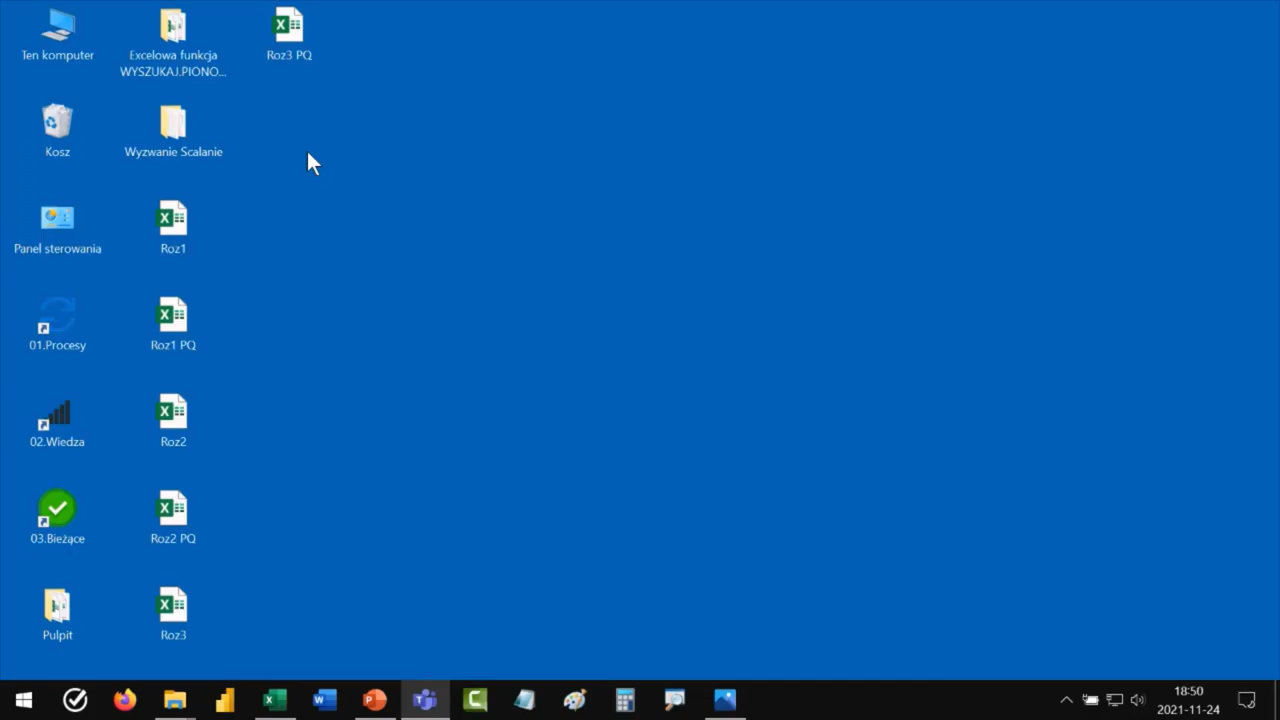 Ten komputer
Excelowa funkcja
WYSZUKAJ.PIONO...
Roz3 PQ
Kosz
Wyzwanie Scalanie
Panel sterowania
Roz1
01.Procesy
Roz1 PQ
02.Wiedza
Roz2
03.Bieżące
Roz2 PQ
Pulpit
Roz3
18:50
2021-11-24